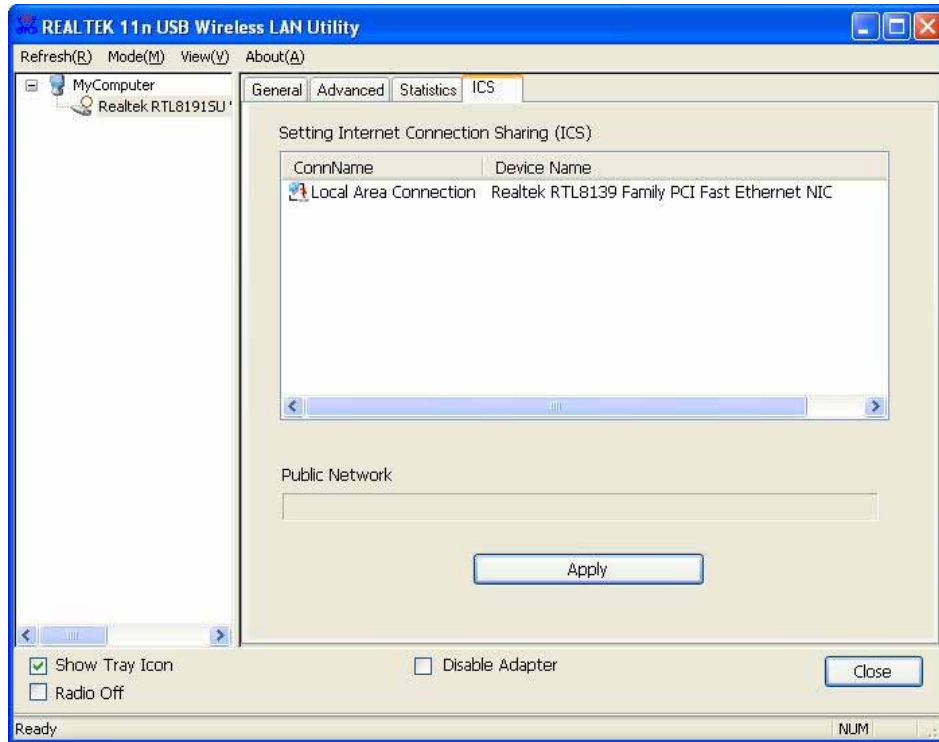 REALTEK 11n USB Wireless LAN Utility
Refresh(R) Mode(M) View(V) About(A)
MyComputer
Realtek RTL8191SU '
General Advanced Statistics ICS
Setting Internet Connection Sharing (ICS)
ConnName Device Name
Local Area Connection Realtek RTL8139 Family PCI Fast Ethernet NIC
Public Network
Apply
Show Tray Icon
Radio Off
Disable Adapter
Close
Ready
NUM